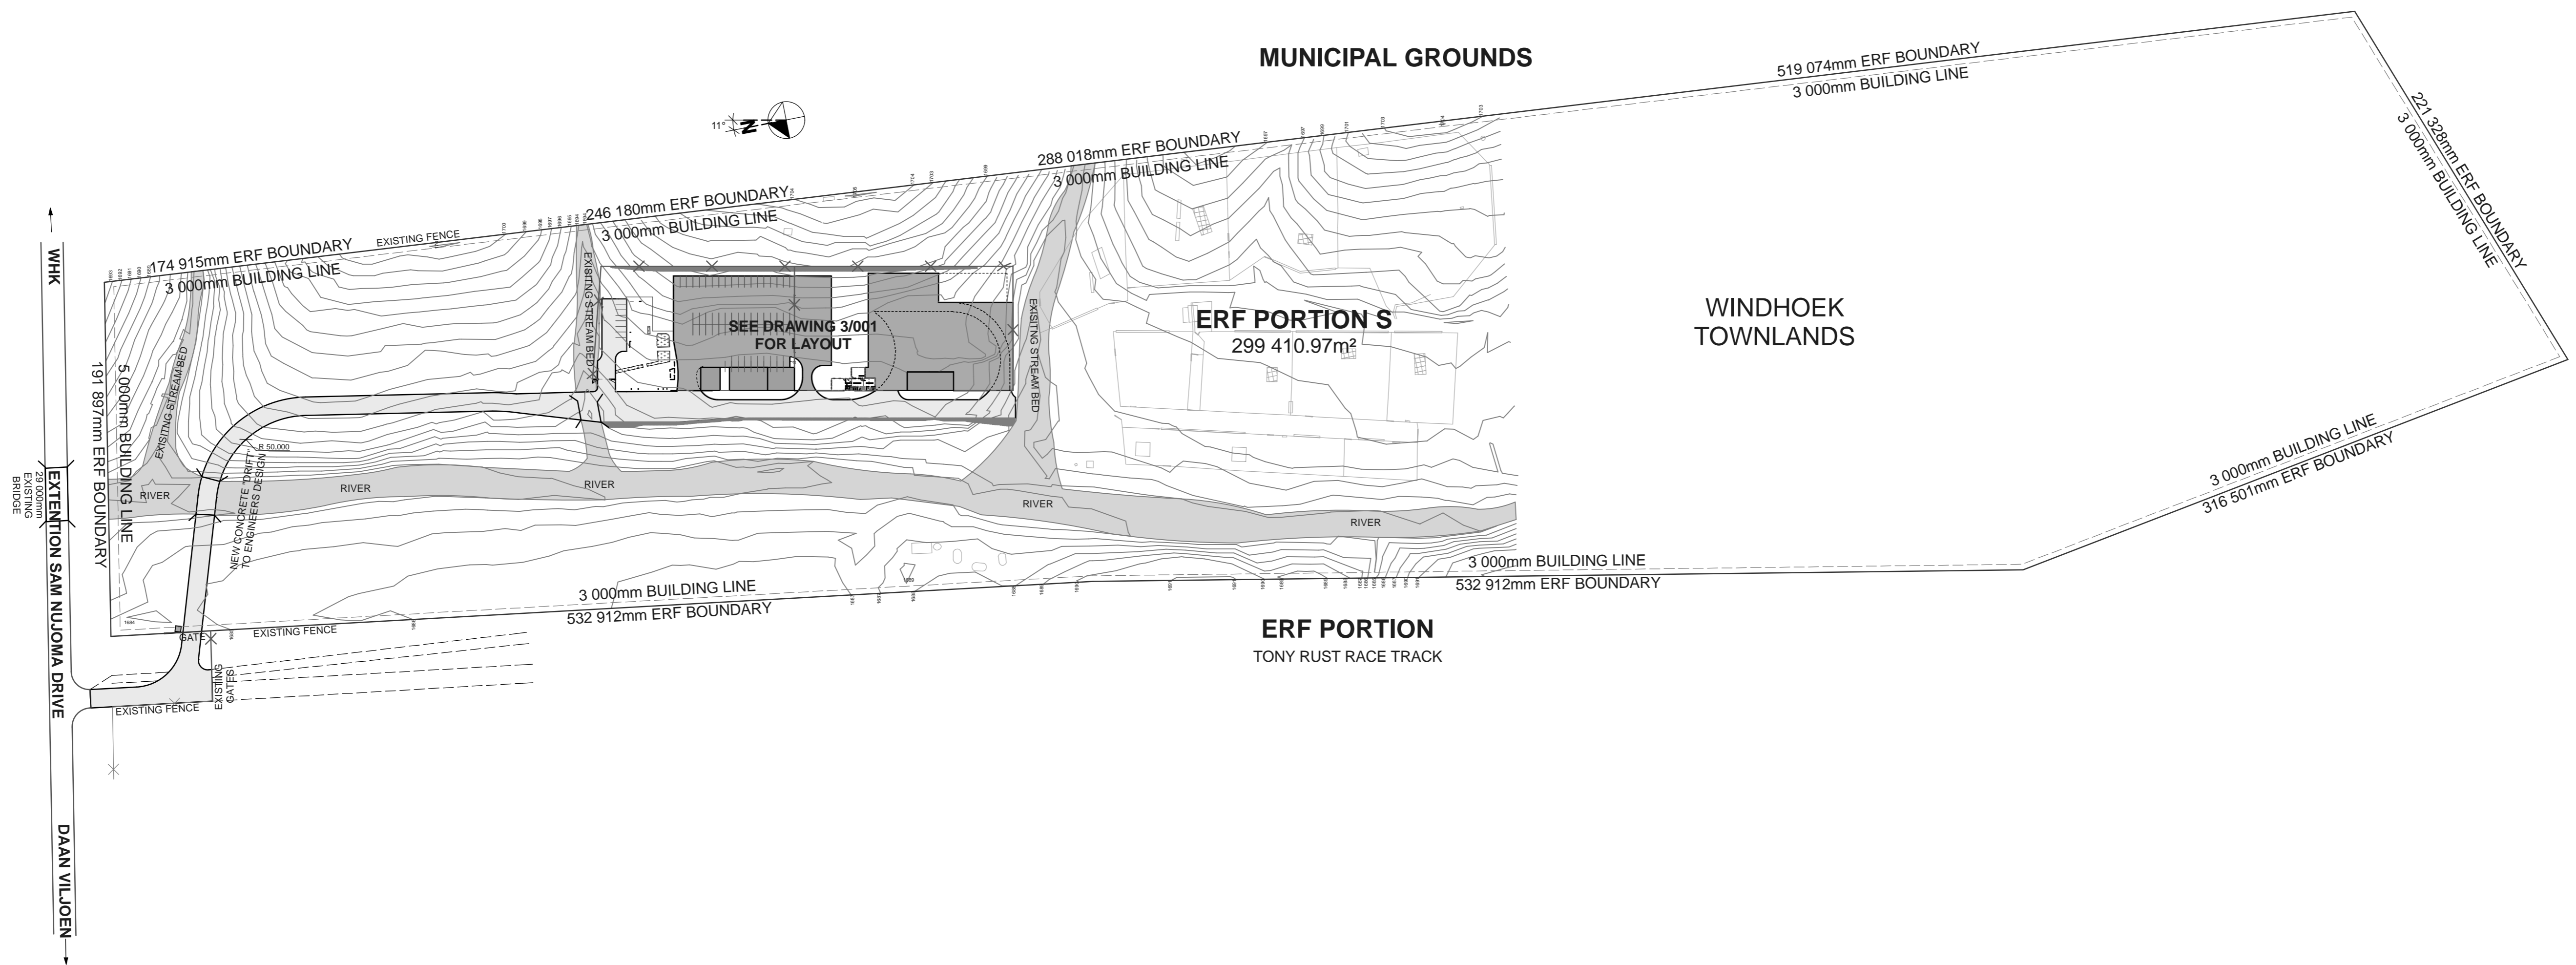 MUNICIPAL GROUNDS
519 074mm ERF BOUNDARY
3 000mm BUILDING LINE
221 328mm ERF BOUNDARY
3 000mm BUILDING LINE
11°
N
288 018mm ERF BOUNDARY
3 000mm BUILDING LINE
246 180mm ERF BOUNDARY
3 000mm BUILDING LINE
EXISTING FENCE
174 915mm ERF BOUNDARY
3 000mm BUILDING LINE
WHK
EXTENTION SAM NUJOMA DRIVE
DAAN VILJOEN
29 000mm
EXISTING
BRIDGE
191 897mm ERF BOUNDARY
5 000mm BUILDING LINE
EXISITNG STREAM BED
EXISITNG STREAM BED
EXISITNG STREAM BED
SEE DRAWING 3/001
FOR LAYOUT
ERF PORTION S
299 410.97m²
WINDHOEK
TOWNLANDS
R 50,000
NEW CONCRETE "DRIFT"
TO ENGINEERS DESIGN
RIVER
RIVER
RIVER
RIVER
RIVER
3 000mm BUILDING LINE
316 501mm ERF BOUNDARY
3 000mm BUILDING LINE
532 912mm ERF BOUNDARY
3 000mm BUILDING LINE
532 912mm ERF BOUNDARY
1684
GATE
EXISTING FENCE
EXISTING
GATES
EXISTING FENCE
ERF PORTION
TONY RUST RACE TRACK